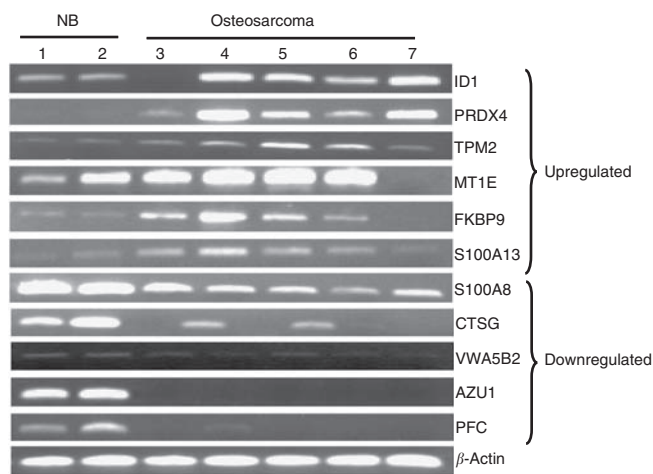 NB Osteosarcoma
1 2 3 4 5 6 7
ID1
PRDX4
TPM2
MT1E
Upregulated
FKBP9
S100A13
S100A8
CTSG
VWA5B2
Downregulated
AZU1
PFC
β-Actin